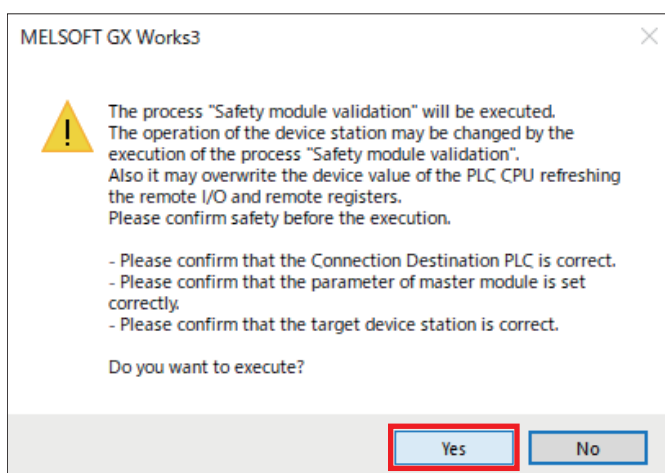 MELSOFT GX Works3
The process "Safety module validation" will be executed.
The operation of the device station may be changed by the
execution of the process "Safety module validation".
Also it may overwrite the device value of the PLC CPU refreshing
the remote I/O and remote registers.
Please confirm safety before the execution.
- Please confirm that the Connection Destination PLC is correct.
- Please confirm that the parameter of master module is set
correctly.
- Please confirm that the target device station is correct.
Do you want to execute?
Yes No